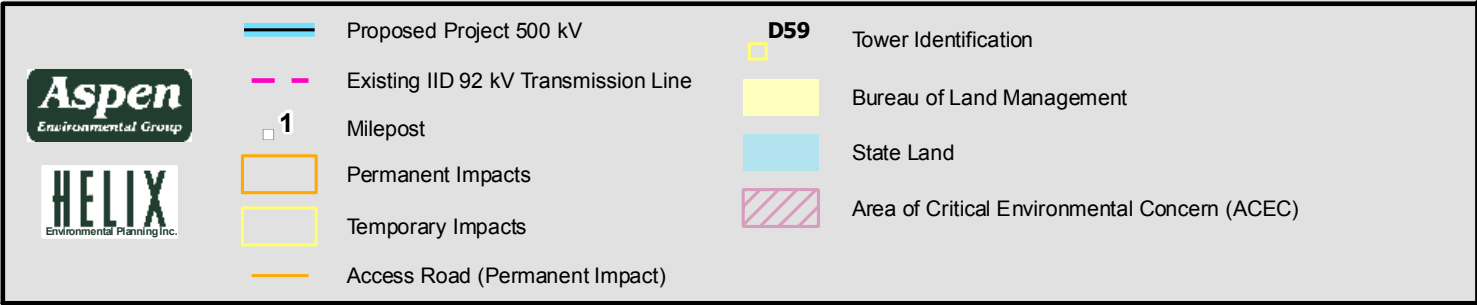 Aspen
Environmental Group
HELIX
Environmental Planning Inc.
Proposed Project 500 kV
Existing IID 92 kV Transmission Line
1 Milepost
Permanent Impacts
Temporary Impacts
Access Road (Permanent Impact)
D59 Tower Identification
Bureau of Land Management
State Land
Area of Critical Environmental Concern (ACEC)